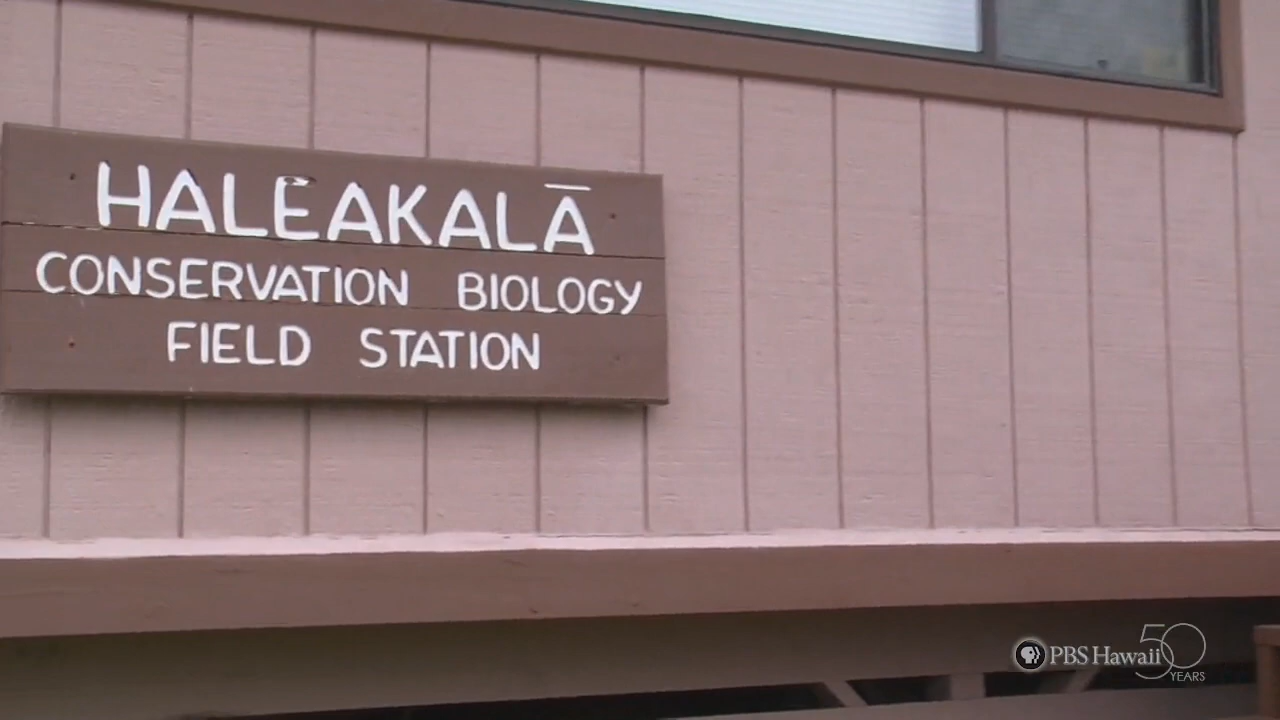 HALEAKALĀ
CONSERVATION BIOLOGY
FIELD STATION
PBS Hawaii 50
YEARS